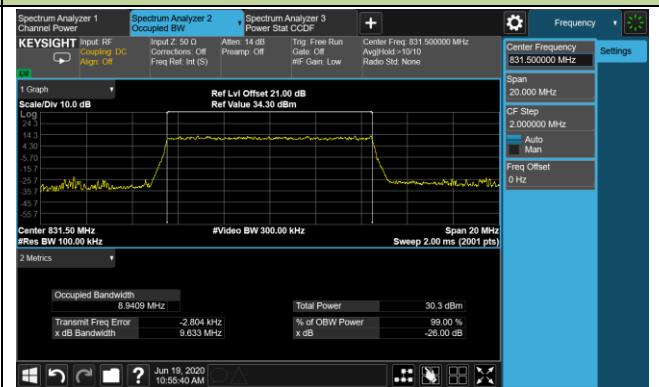 Spectrum Analyzer 1
Channel Power
Spectrum Analyzer 2
Occupied BW
Spectrum Analyzer 3
Power Stat CCDF
Frequency
KEYSIGHT
Input: RF
Coupling: DC
Align: Off
Input Z: 50 Ω
Corrections: Off
Freq Ref: Int (S)
Atten: 14 dB
Preamp: Off
Trig: Free Run
Gate: Off
#IF Gain: Low
Center Freq: 831.500000 MHz
Avg|Hold:>10/10
Radio Std: None
Center Frequency
831.500000 MHz
Settings
Span
20.000 MHz
CF Step
2.000000 MHz
Auto
Man
Freq Offset
0 Hz
1 Graph
Scale/Div 10.0 dB
Ref Lvl Offset 21.00 dB
Ref Value 34.30 dBm
Log
24.3
14.3
4.30
-5.70
-15.7
-25.7
-35.7
-45.7
-55.7
Center 831.50 MHz
#Res BW 100.00 kHz
#Video BW 300.00 kHz
Span 20 MHz
Sweep 2.00 ms (2001 pts)
2 Metrics
Occupied Bandwidth
8.9409 MHz
Total Power 30.3 dBm
Transmit Freq Error -2.804 kHz
% of OBW Power 99.00 %
x dB Bandwidth 9.633 MHz
x dB -26.00 dB
Jun 19, 2020
10:55:40 AM